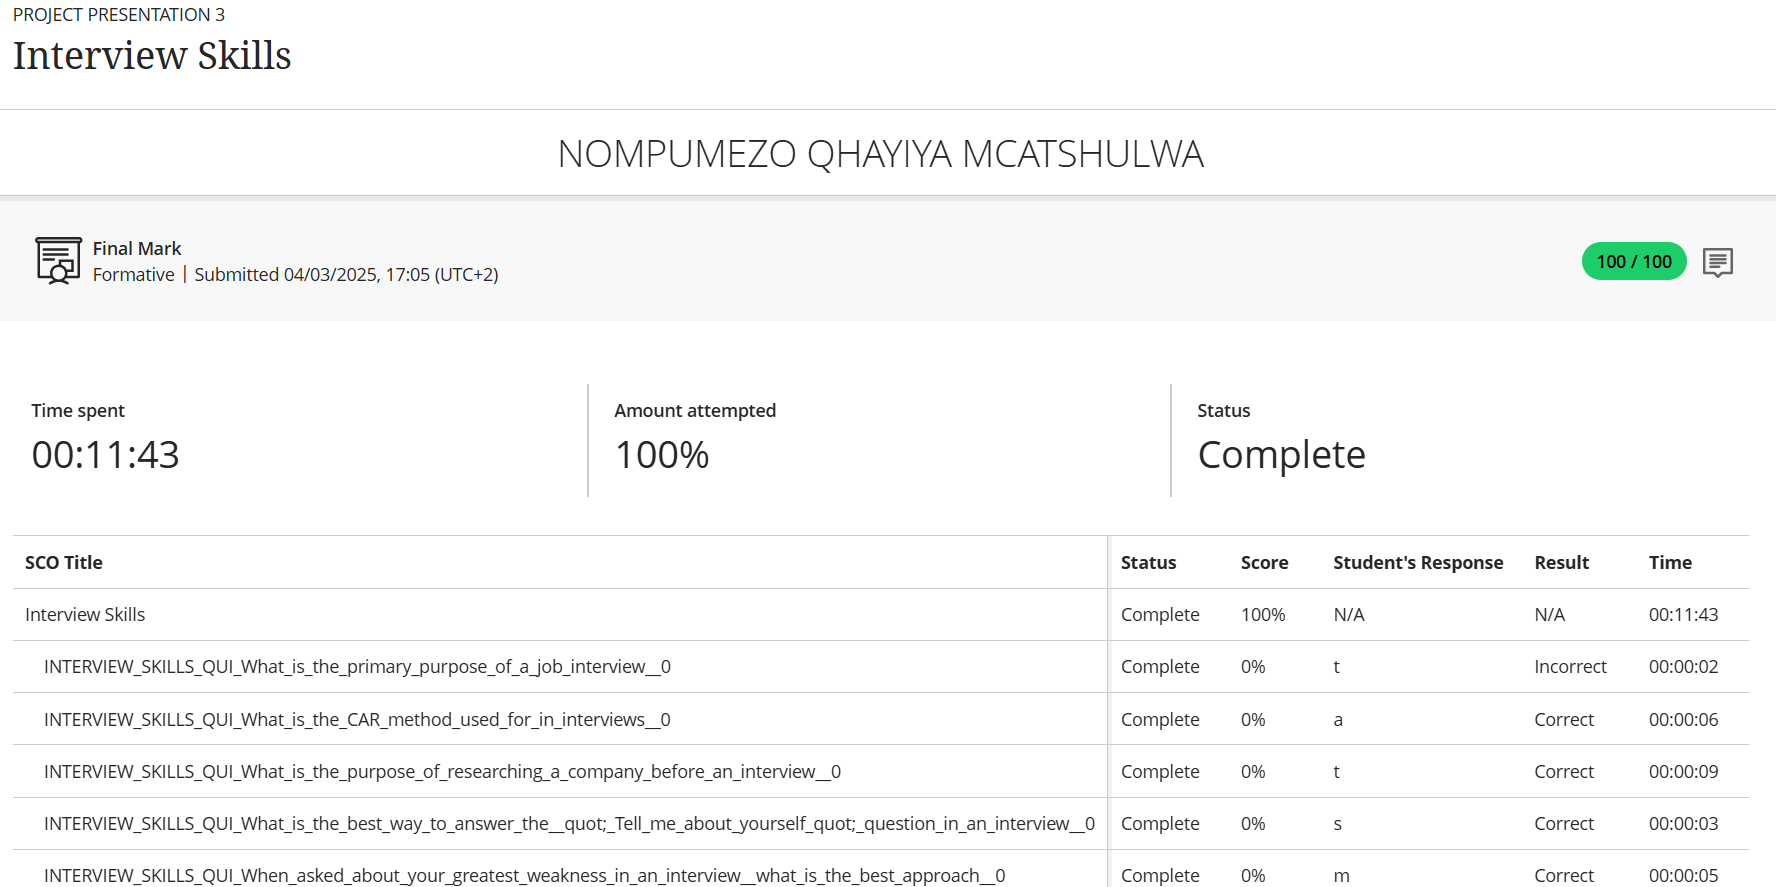 PROJECT PRESENTATION 3
Interview Skills
NOMPUMEZO QHAYIYA MCATSHULWA
Final Mark
Formative | Submitted 04/03/2025, 17:05 (UTC+2)
100 / 100
Time spent
00:11:43
Amount attempted
100%
Status
Complete
SCO Title Status Score Student's Response Result Time
Interview Skills Complete 100% N/A N/A 00:11:43
INTERVIEW_SKILLS_QUI_What_is_the_primary_purpose_of_a_job_interview__0 Complete 0% t Incorrect 00:00:02
INTERVIEW_SKILLS_QUI_What_is_the_CAR_method_used_for_in_interviews__0 Complete 0% a Correct 00:00:06
INTERVIEW_SKILLS_QUI_What_is_the_purpose_of_researching_a_company_before_an_interview__0 Complete 0% t Correct 00:00:09
INTERVIEW_SKILLS_QUI_What_is_the_best_way_to_answer_the__quot;_Tell_me_about_yourself_quot;_question_in_an_interview__0 Complete 0% s Correct 00:00:03
INTERVIEW_SKILLS_QUI_When_asked_about_your_greatest_weakness_in_an_interview__what_is_the_best_approach__0 Complete 0% m Correct 00:00:05